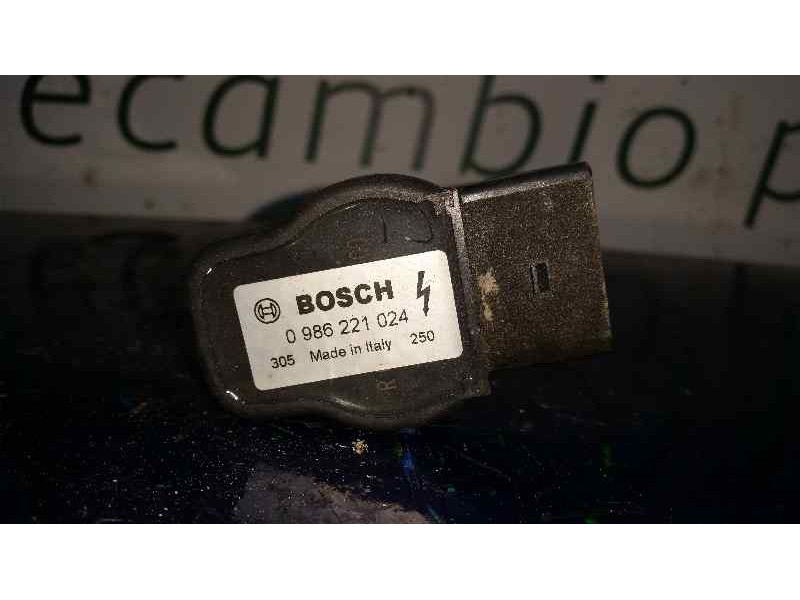 ecambio
BOSCH
0 986 221 024
305 Made in Italy 250
R